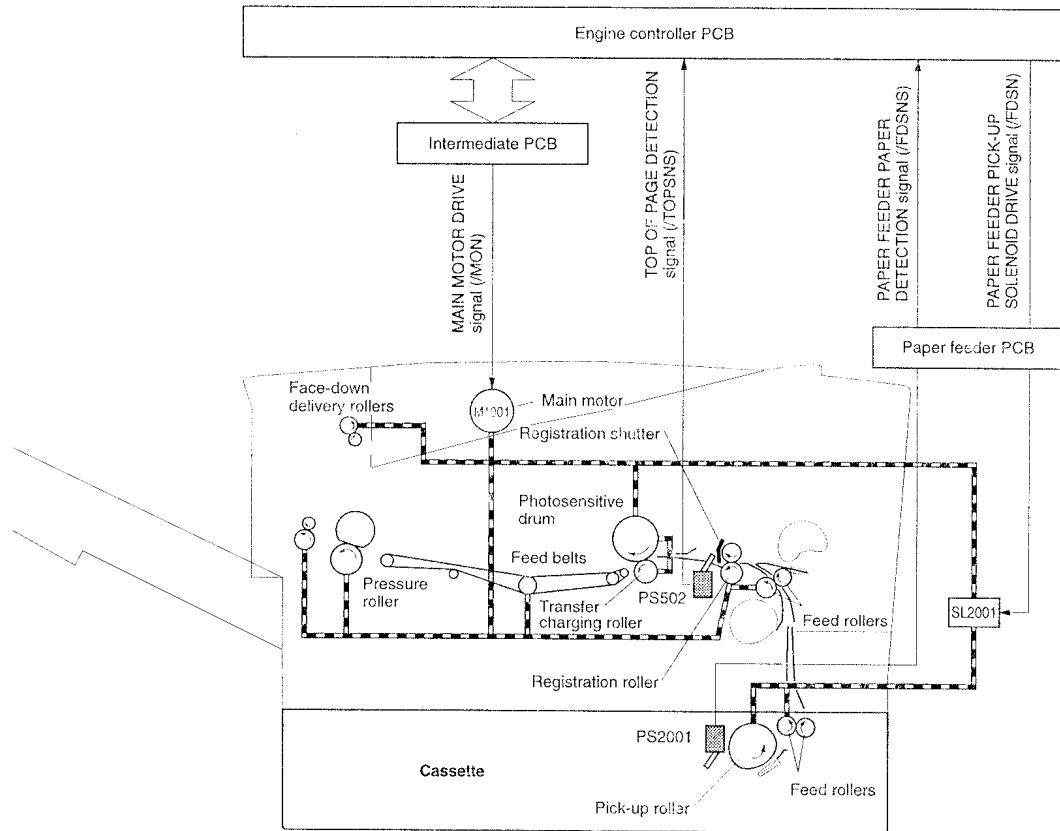 Engine controller PCB
Intermediate PCB
MAIN MOTOR DRIVE
signal (/MON)
TOP OF PAGE DETECTION
signal (/TOPSNS)
PAPER FEEDER PAPER
DETECTION signal (/FDSNS)
PAPER FEEDER PICK-UP
SOLENOID DRIVE signal (/FDSN)
Paper feeder PCB
Face-down
delivery rollers
M1001
Main motor
Registration shutter
Photosensitive
drum
Feed belts
Pressure
roller
Transfer
charging roller
PS502
Feed rollers
SL2001
Registration roller
PS2001
Cassette
Feed rollers
Pick-up roller